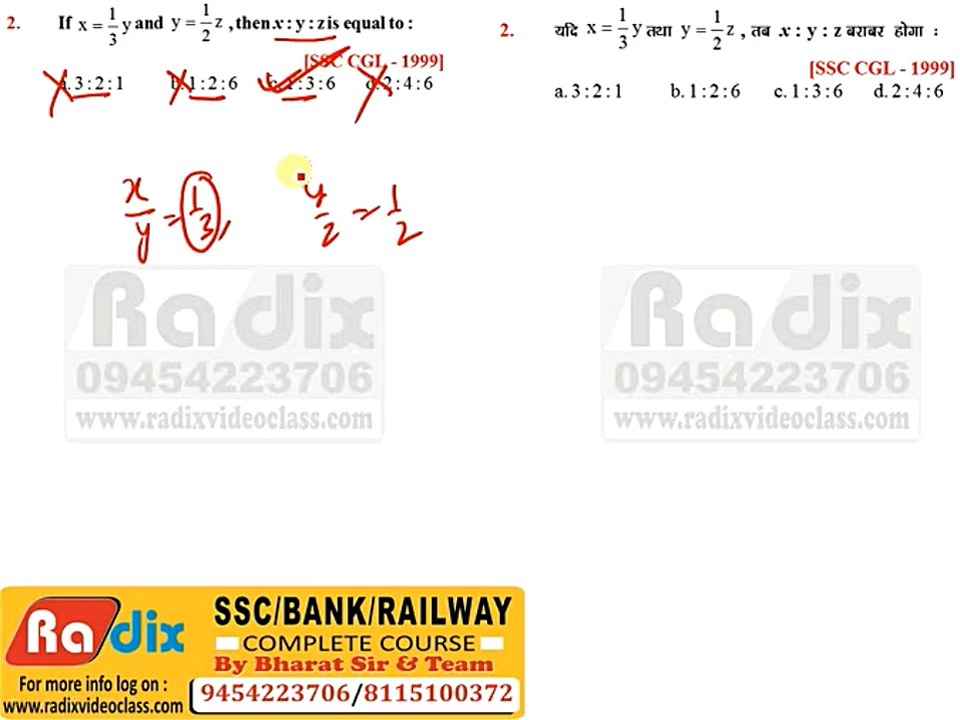 2. If x = 1/3 y and y = 1/2 z , then x : y : z is equal to :
[SSC CGL - 1999]
a. 3 : 2 : 1 b. 1 : 2 : 6 c. 1 : 3 : 6 d. 2 : 4 : 6
x/y = 1/3, y/z = 1/2
2. यदि x = 1/3 y तथा y = 1/2 z , तब x : y : z बराबर होगा :
[SSC CGL - 1999]
a. 3 : 2 : 1 b. 1 : 2 : 6 c. 1 : 3 : 6 d. 2 : 4 : 6
Radix
09454223706
www.radixvideoclass.com
Radix
09454223706
www.radixvideoclass.com
Radix
For more info log on :
www.radixvideoclass.com
SSC/BANK/RAILWAY
COMPLETE COURSE
By Bharat Sir & Team
9454223706/8115100372